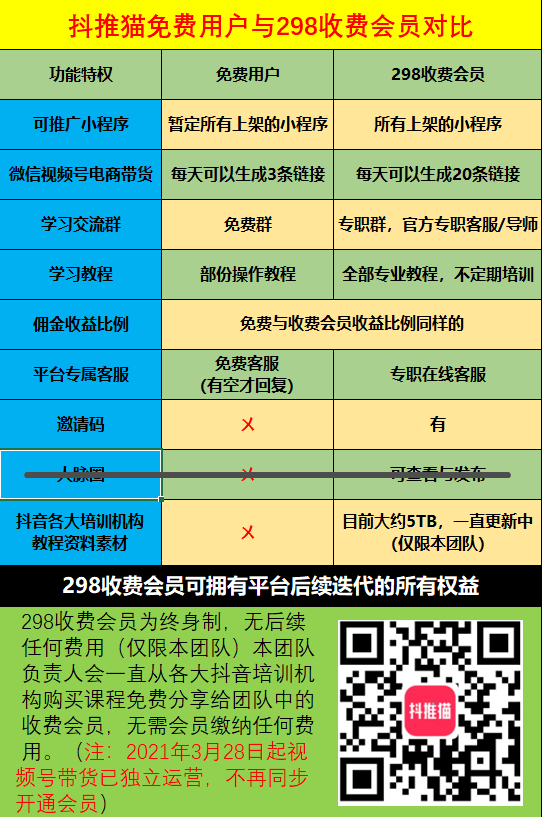 抖推猫免费用户与298收费会员对比
功能特权 免费用户 298收费会员
可推广小程序 暂定所有上架的小程序 所有上架的小程序
微信视频号电商带货 每天可以生成3条链接 每天可以生成20条链接
学习交流群 免费群 专职群，官方专职客服/导师
学习教程 部份操作教程 全部专业教程，不定期培训
佣金收益比例 免费与收费会员收益比例同样的
平台专属客服 免费客服
(有空才回复) 专职在线客服
邀请码 ㄨ 有
人脉圈 ㄨ 可查看与发布
抖音各大培训机构
教程资料素材 ㄨ 目前大约5TB，一直更新中
(仅限本团队)
298收费会员可拥有平台后续迭代的所有权益
298收费会员为终身制，无后续
任何费用（仅限本团队）本团队
负责人会一直从各大抖音培训机
构购买课程免费分享给团队中的
收费会员，无需会员缴纳任何费
用。（注：2021年3月28日起视
频号带货已独立运营，不再同步
开通会员）
抖推猫